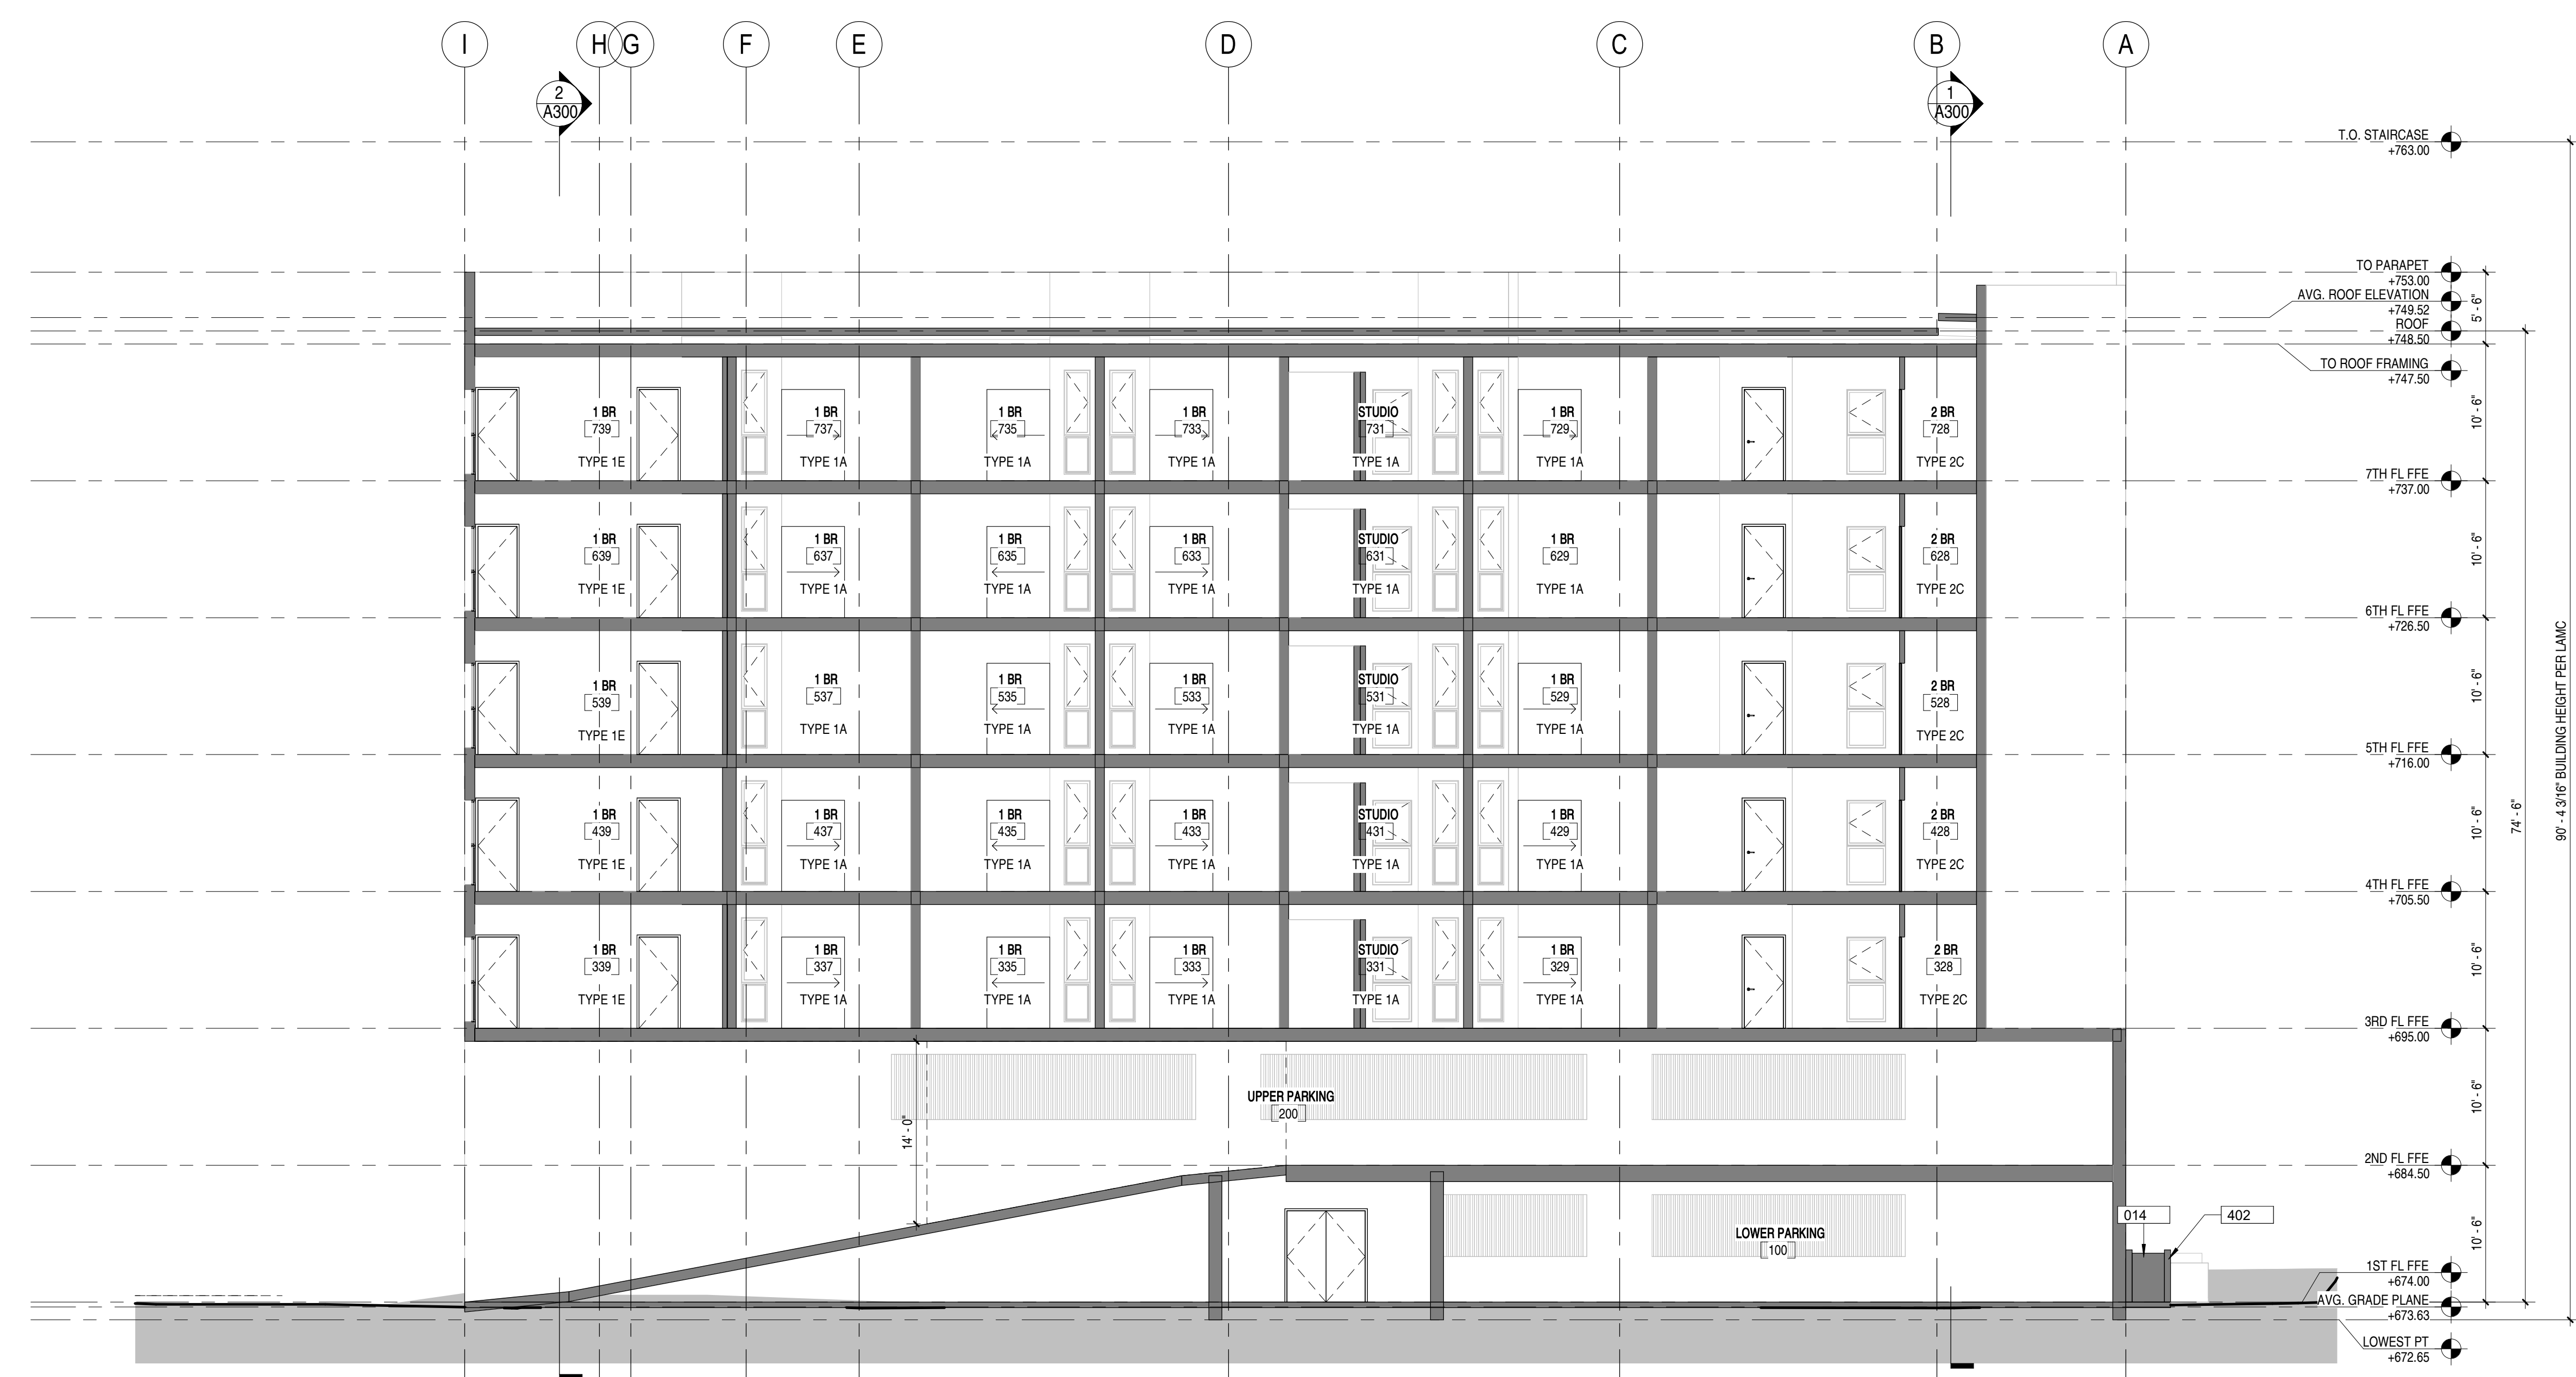 I
H
G
F
E
D
C
B
A
2
A300
1
A300
T.O. STAIRCASE
+763.00
TO PARAPET
+753.00
AVG. ROOF ELEVATION
+749.52
ROOF
+748.50
TO ROOF FRAMING
+747.50
5' - 6"
1 BR
739
TYPE 1E
1 BR
737
TYPE 1A
1 BR
735
TYPE 1A
1 BR
733
TYPE 1A
STUDIO
731
TYPE 1A
1 BR
729
TYPE 1A
2 BR
728
TYPE 2C
10' - 6"
7TH FL FFE
+737.00
1 BR
639
TYPE 1E
1 BR
637
TYPE 1A
1 BR
635
TYPE 1A
1 BR
633
TYPE 1A
STUDIO
631
TYPE 1A
1 BR
629
TYPE 1A
2 BR
628
TYPE 2C
10' - 6"
6TH FL FFE
+726.50
1 BR
539
TYPE 1E
1 BR
537
TYPE 1A
1 BR
535
TYPE 1A
1 BR
533
TYPE 1A
STUDIO
531
TYPE 1A
1 BR
529
TYPE 1A
2 BR
528
TYPE 2C
10' - 6"
5TH FL FFE
+716.00
1 BR
439
TYPE 1E
1 BR
437
TYPE 1A
1 BR
435
TYPE 1A
1 BR
433
TYPE 1A
STUDIO
431
TYPE 1A
1 BR
429
TYPE 1A
2 BR
428
TYPE 2C
10' - 6"
74' - 6"
90' - 4 3/16" BUILDING HEIGHT PER LAMC
4TH FL FFE
+705.50
1 BR
339
TYPE 1E
1 BR
337
TYPE 1A
1 BR
335
TYPE 1A
1 BR
333
TYPE 1A
STUDIO
331
TYPE 1A
1 BR
329
TYPE 1A
2 BR
328
TYPE 2C
10' - 6"
3RD FL FFE
+695.00
14' - 0"
UPPER PARKING
200
10' - 6"
2ND FL FFE
+684.50
LOWER PARKING
100
014
402
10' - 6"
1ST FL FFE
+674.00
AVG. GRADE PLANE
+673.63
LOWEST PT
+672.65